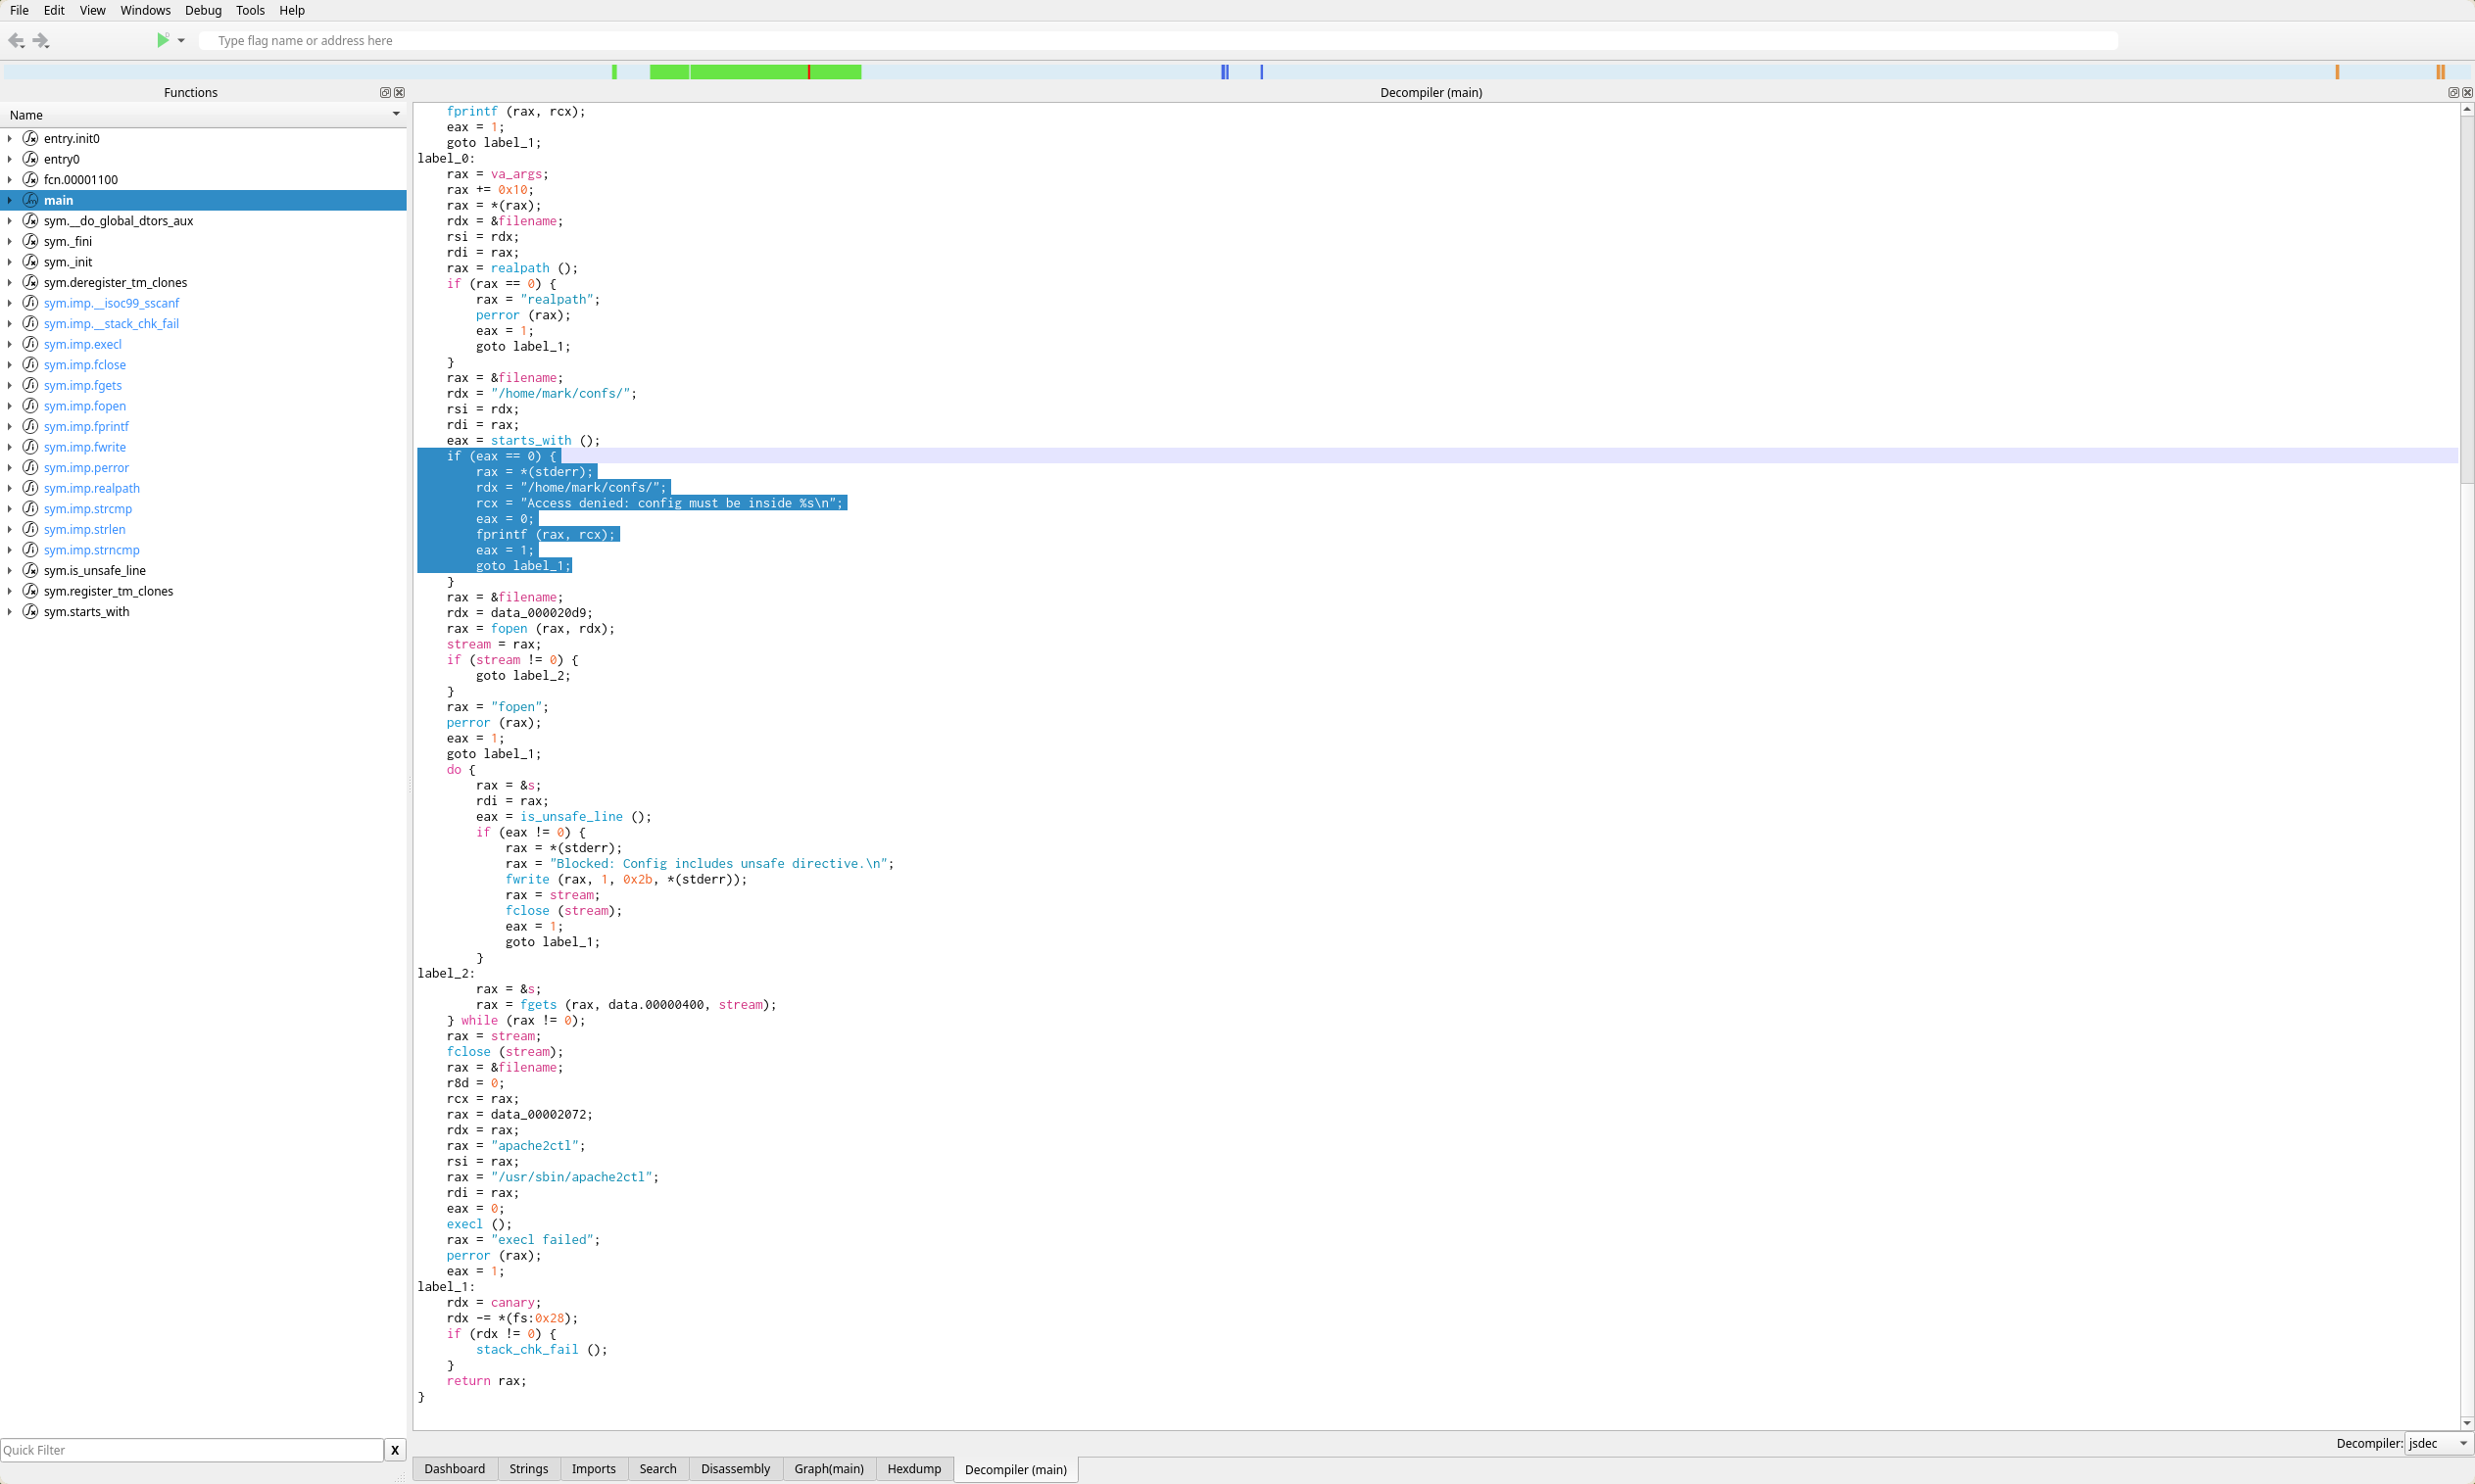 File Edit View Windows Debug Tools Help
Type flag name or address here
Functions
Name
entry.init0
entry0
fcn.00001100
main
sym.__do_global_dtors_aux
sym._fini
sym._init
sym.deregister_tm_clones
sym.imp.__isoc99_sscanf
sym.imp.__stack_chk_fail
sym.imp.execl
sym.imp.fclose
sym.imp.fgets
sym.imp.fopen
sym.imp.fprintf
sym.imp.fwrite
sym.imp.perror
sym.imp.realpath
sym.imp.strcmp
sym.imp.strlen
sym.imp.strncmp
sym.is_unsafe_line
sym.register_tm_clones
sym.starts_with
Quick Filter
X
Decompiler (main)
    fprintf (rax, rcx);
    eax = 1;
    goto label_1;
label_0:
    rax = va_args;
    rax += 0x10;
    rax = *(rax);
    rdx = &filename;
    rsi = rdx;
    rdi = rax;
    rax = realpath ();
    if (rax == 0) {
        rax = "realpath";
        perror (rax);
        eax = 1;
        goto label_1;
    }
    rax = &filename;
    rdx = "/home/mark/confs/";
    rsi = rdx;
    rdi = rax;
    eax = starts_with ();
    if (eax == 0) {
        rax = *(stderr);
        rdx = "/home/mark/confs/";
        rcx = "Access denied: config must be inside %s\n";
        eax = 0;
        fprintf (rax, rcx);
        eax = 1;
        goto label_1;
    }
    rax = &filename;
    rdx = data_000020d9;
    rax = fopen (rax, rdx);
    stream = rax;
    if (stream != 0) {
        goto label_2;
    }
    rax = "fopen";
    perror (rax);
    eax = 1;
    goto label_1;
    do {
        rax = &s;
        rdi = rax;
        eax = is_unsafe_line ();
        if (eax != 0) {
            rax = *(stderr);
            rax = "Blocked: Config includes unsafe directive.\n";
            fwrite (rax, 1, 0x2b, *(stderr));
            rax = stream;
            fclose (stream);
            eax = 1;
            goto label_1;
        }
label_2:
        rax = &s;
        rax = fgets (rax, data.00000400, stream);
    } while (rax != 0);
    rax = stream;
    fclose (stream);
    rax = &filename;
    r8d = 0;
    rcx = rax;
    rax = data_00002072;
    rdx = rax;
    rax = "apache2ctl";
    rsi = rax;
    rax = "/usr/sbin/apache2ctl";
    rdi = rax;
    eax = 0;
    execl ();
    rax = "execl failed";
    perror (rax);
    eax = 1;
label_1:
    rdx = canary;
    rdx -= *(fs:0x28);
    if (rdx != 0) {
        stack_chk_fail ();
    }
    return rax;
}
Decompiler: jsdec
Dashboard Strings Imports Search Disassembly Graph(main) Hexdump Decompiler (main)